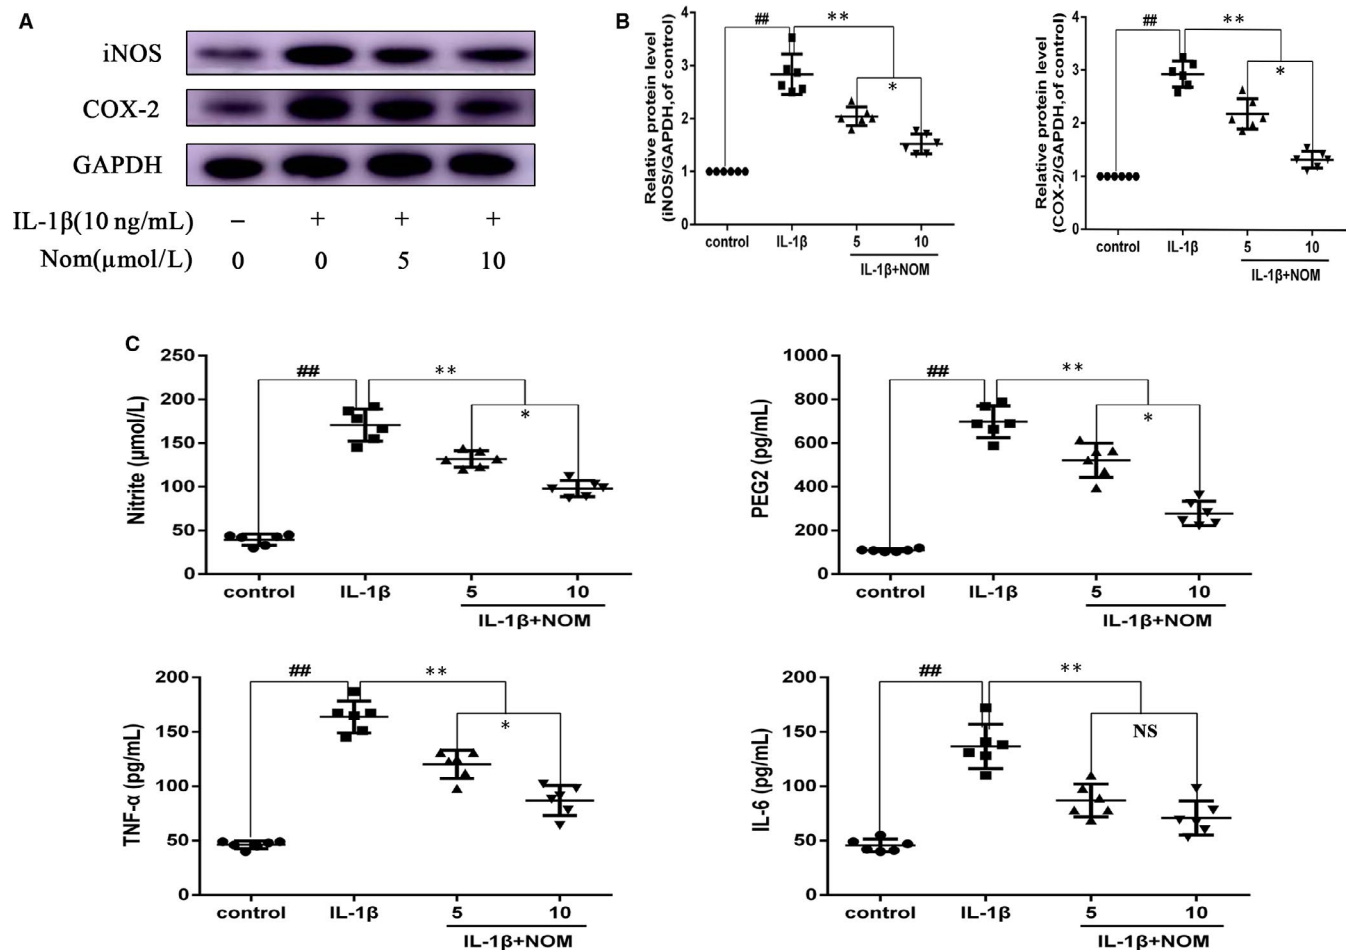 A
iNOS
COX-2
GAPDH
IL-1β(10 ng/mL) – + + +
Nom(μmol/L) 0 0 5 10
B
Relative protein level
(iNOS/GAPDH,of control)
4
3
2
1
0
##
**
*
control IL-1β 5 10
IL-1β+NOM
Relative protein level
(COX-2/GAPDH,of control)
4
3
2
1
0
##
**
*
control IL-1β 5 10
IL-1β+NOM
C
Nitrite (μmol/L)
250
200
150
100
50
0
##
**
*
control IL-1β 5 10
IL-1β+NOM
PEG2 (pg/mL)
1000
800
600
400
200
0
##
**
*
control IL-1β 5 10
IL-1β+NOM
TNF-α (pg/mL)
200
150
100
50
0
##
**
*
control IL-1β 5 10
IL-1β+NOM
IL-6 (pg/mL)
200
150
100
50
0
##
**
NS
control IL-1β 5 10
IL-1β+NOM